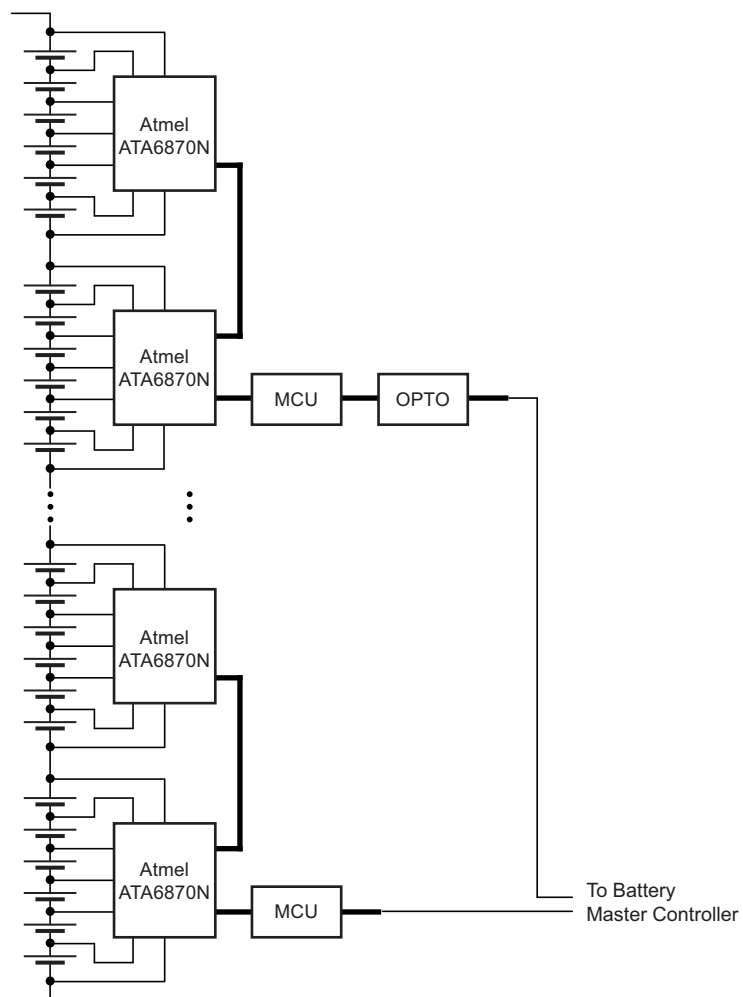 Atmel
ATA6870N
Atmel
ATA6870N
MCU
OPTO
Atmel
ATA6870N
Atmel
ATA6870N
MCU
To Battery
Master Controller